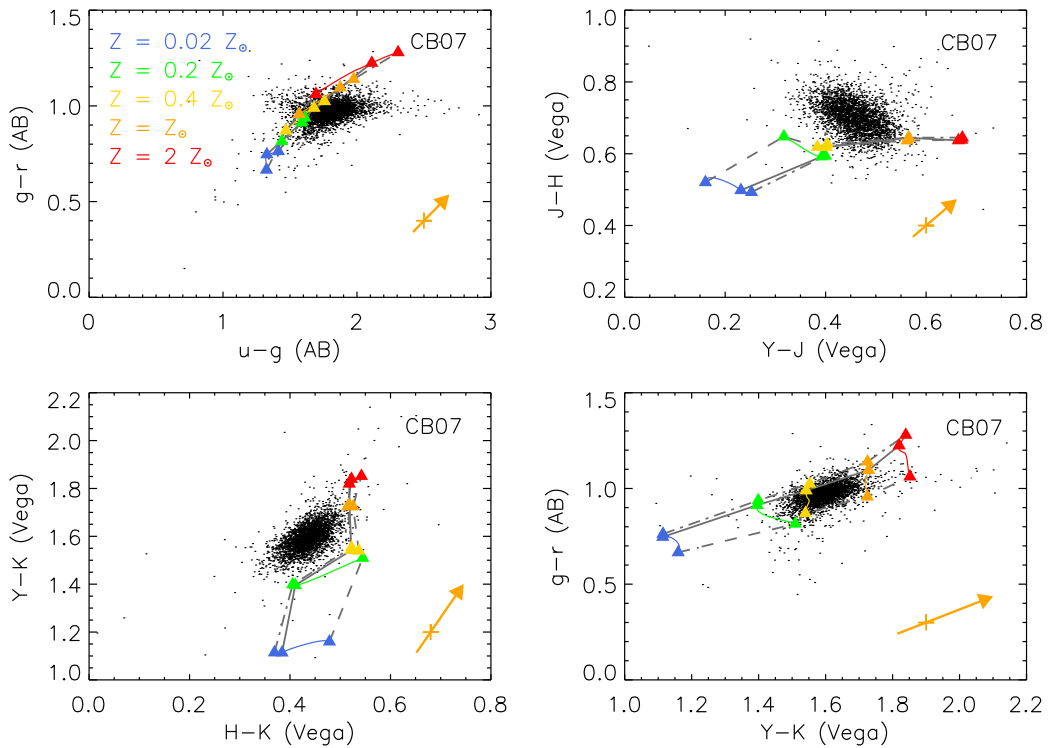 1.5
1.0
0.5
0.0
g-r (AB)
Z = 0.02 Z⊙
Z = 0.2 Z⊙
Z = 0.4 Z⊙
Z = Z⊙
Z = 2 Z⊙
CB07
0 1 2 3
u-g (AB)
1.0
0.8
0.6
0.4
0.2
J-H (Vega)
CB07
0.0 0.2 0.4 0.6 0.8
Y-J (Vega)
2.2
2.0
1.8
1.6
1.4
1.2
1.0
Y-K (Vega)
CB07
0.0 0.2 0.4 0.6 0.8
H-K (Vega)
1.5
1.0
0.5
0.0
g-r (AB)
CB07
1.0 1.2 1.4 1.6 1.8 2.0 2.2
Y-K (Vega)